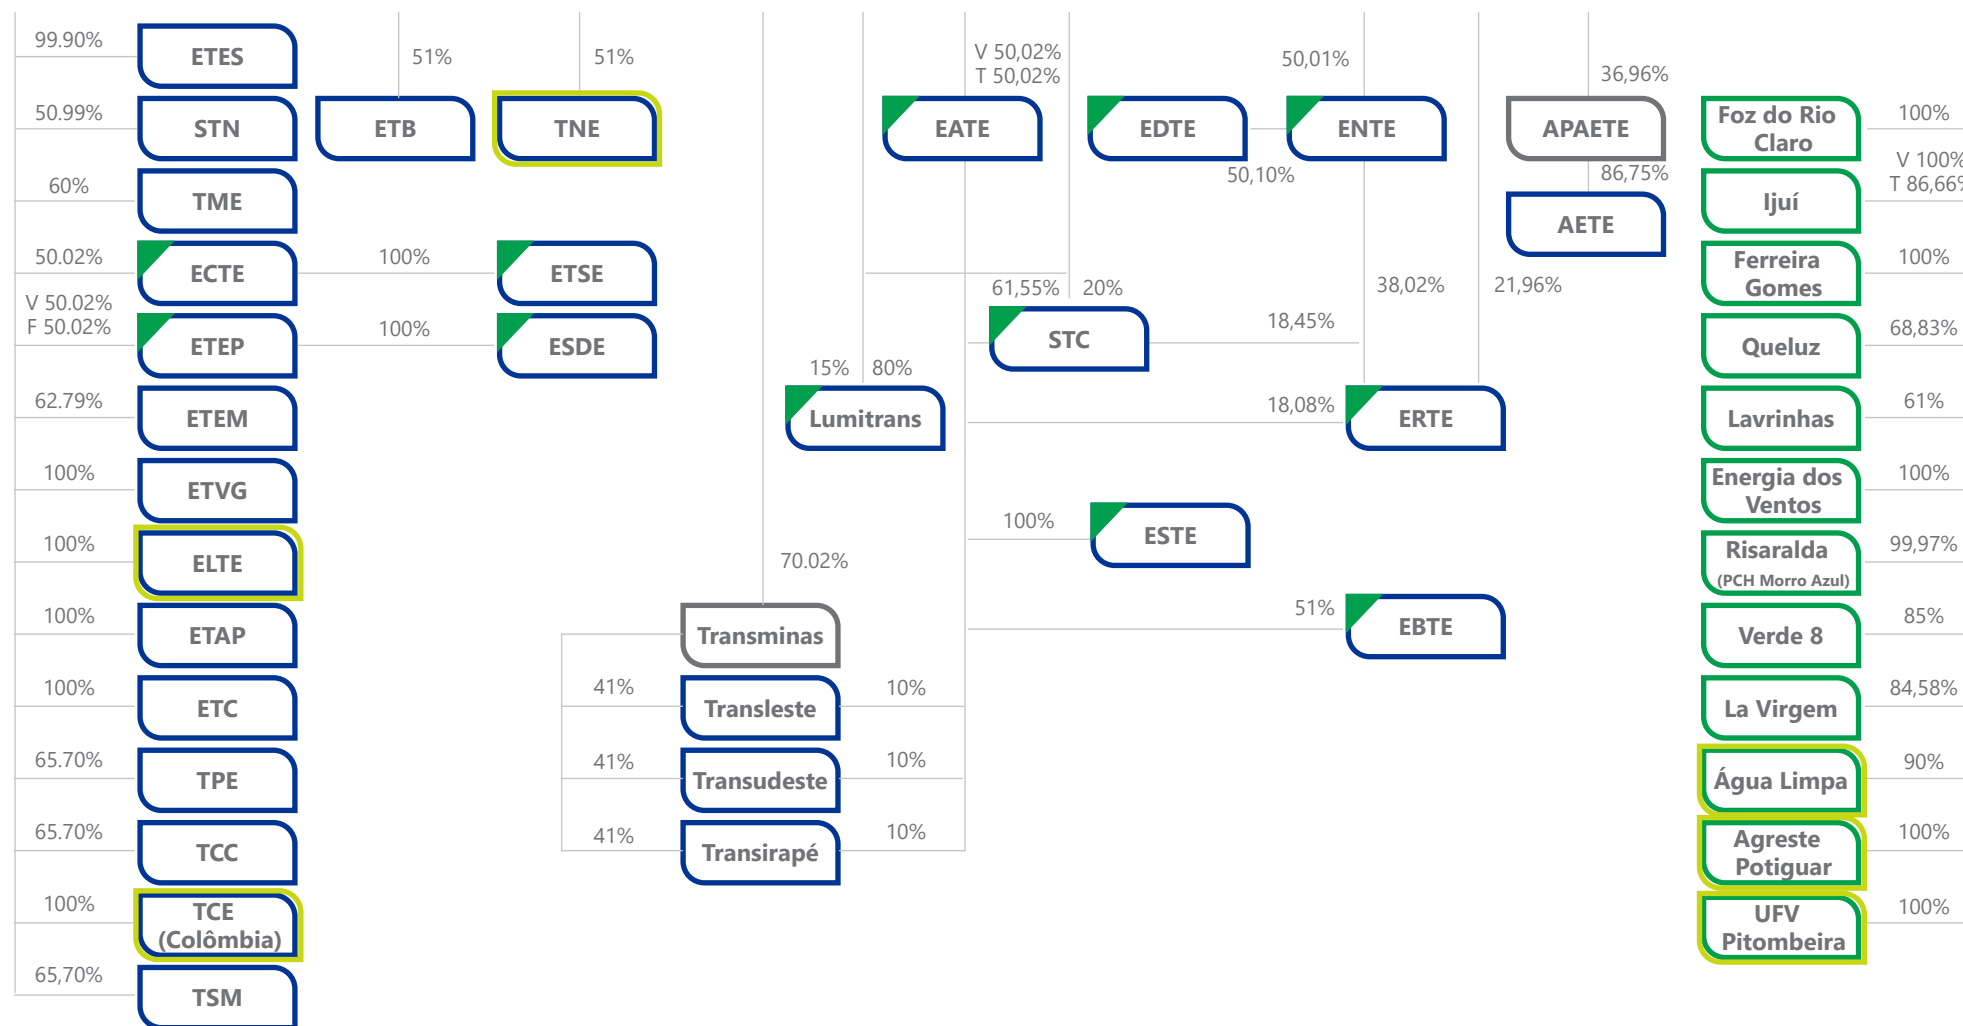 99.90%
ETES
50.99%
STN
60%
TME
50.02%
ECTE
100%
ETSE
V 50.02%
F 50.02%
ETEP
100%
ESDE
62.79%
ETEM
100%
ETVG
100%
ELTE
100%
ETAP
100%
ETC
65.70%
TPE
65.70%
TCC
100%
TCE
(Colômbia)
65,70%
TSM
51%
ETB
51%
TNE
15%
80%
Lumitrans
70.02%
Transminas
41%
Transleste
10%
41%
Transudeste
10%
41%
Transirapé
10%
V 50,02%
T 50,02%
EATE
EDTE
50,10%
50,01%
ENTE
61,55%
20%
STC
18,45%
38,02%
21,96%
18,08%
ERTE
100%
ESTE
51%
EBTE
36,96%
APAETE
86,75%
AETE
Foz do Rio
Claro
100%
Ijuí
V 100%
T 86,66%
Ferreira
Gomes
100%
Queluz
68,83%
Lavrinhas
61%
Energia dos
Ventos
100%
Risaralda
(PCH Morro Azul)
99,97%
Verde 8
85%
La Virgem
84,58%
Água Limpa
90%
Agreste
Potiguar
100%
UFV
Pitombeira
100%